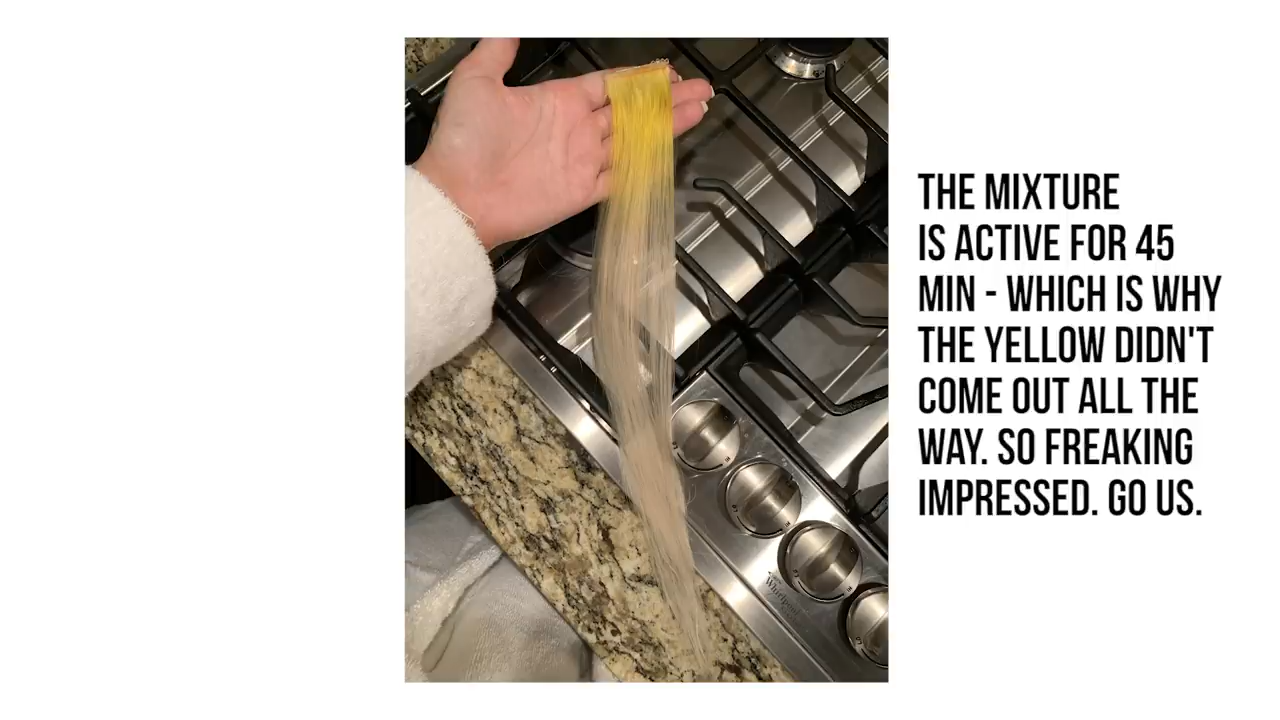 THE MIXTURE
IS ACTIVE FOR 45
MIN - WHICH IS WHY
THE YELLOW DIDN'T
COME OUT ALL THE
WAY. SO FREAKING
IMPRESSED. GO US.
Whirlpool